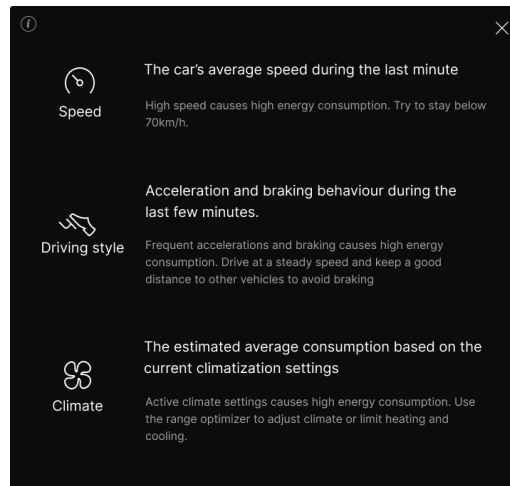 The car's average speed during the last minute
Speed
High speed causes high energy consumption. Try to stay below
70km/h.
Acceleration and braking behaviour during the
last few minutes.
Driving style
Frequent accelerations and braking causes high energy
consumption. Drive at a steady speed and keep a good
distance to other vehicles to avoid braking
The estimated average consumption based on the
current climatization settings
Climate
Active climate settings causes high energy consumption. Use
the range optimizer to adjust climate or limit heating and
cooling.